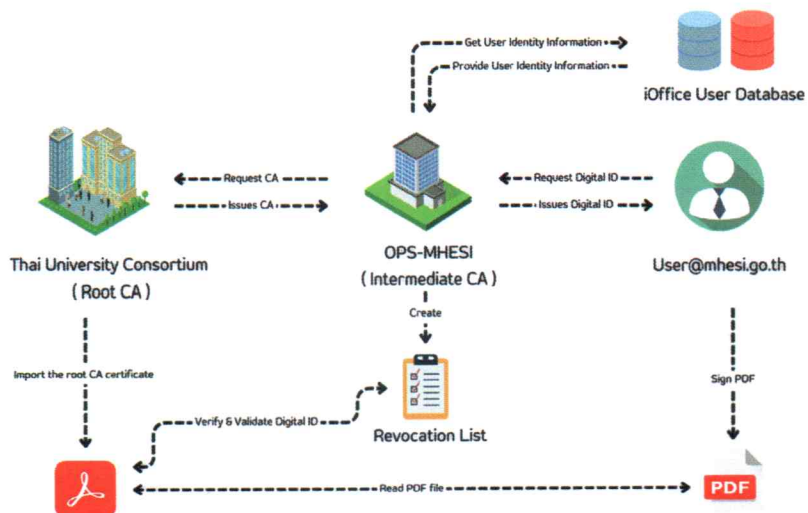 Get User Identity Information
Provide User Identity Information
iOffice User Database
Request CA
Issues CA
Request Digital ID
Issues Digital ID
Thai University Consortium
( Root CA )
OPS-MHESI
( Intermediate CA )
User@mhesi.go.th
Create
Import the root CA certificate
Sign PDF
Verify & Validate Digital ID
Revocation List
Read PDF file
PDF